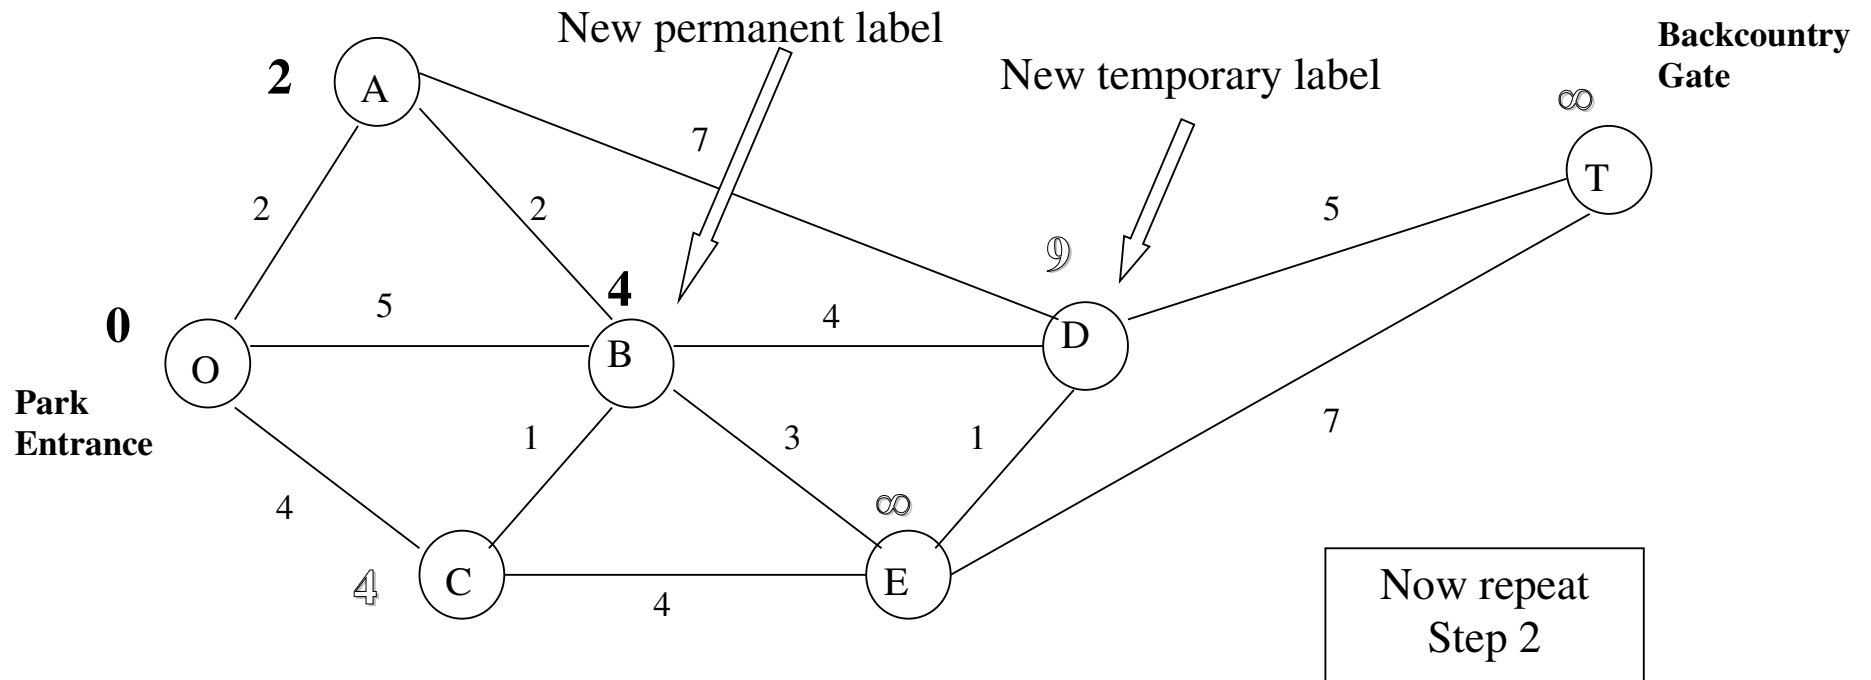 New permanent label
Backcountry
Gate
New temporary label
2
A
∞
T
7
2
2
5
9
4
5
4
0
D
B
O
Park
Entrance
7
1
3
1
∞
4
4
C
E
4
Now repeat
Step 2